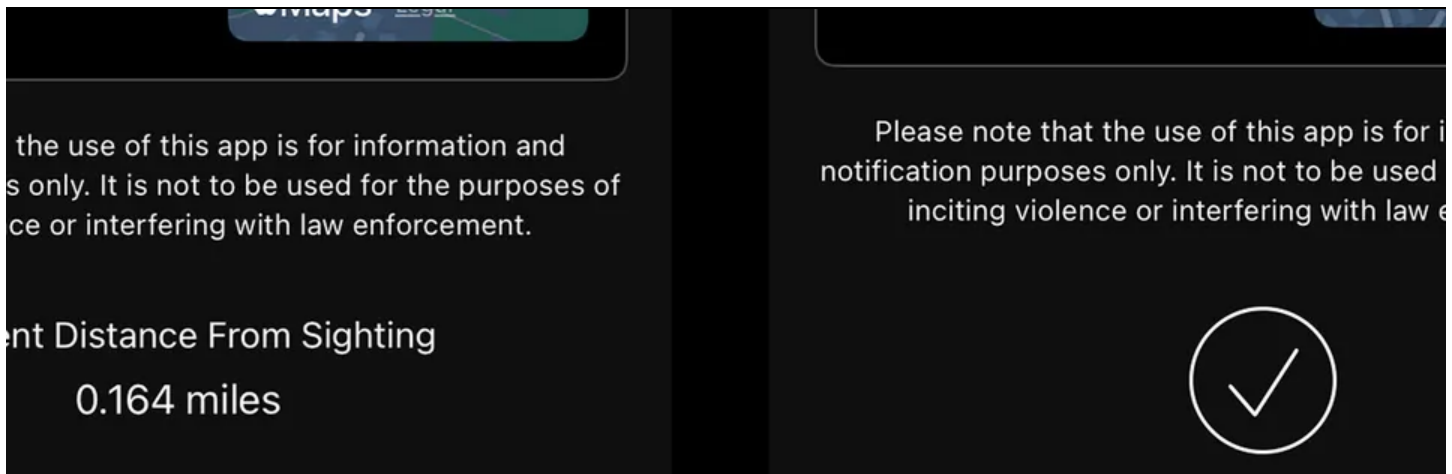 Maps Legal
the use of this app is for information and
s only. It is not to be used for the purposes of
ce or interfering with law enforcement.
ent Distance From Sighting
0.164 miles
Please note that the use of this app is for i
notification purposes only. It is not to be used
inciting violence or interfering with law e